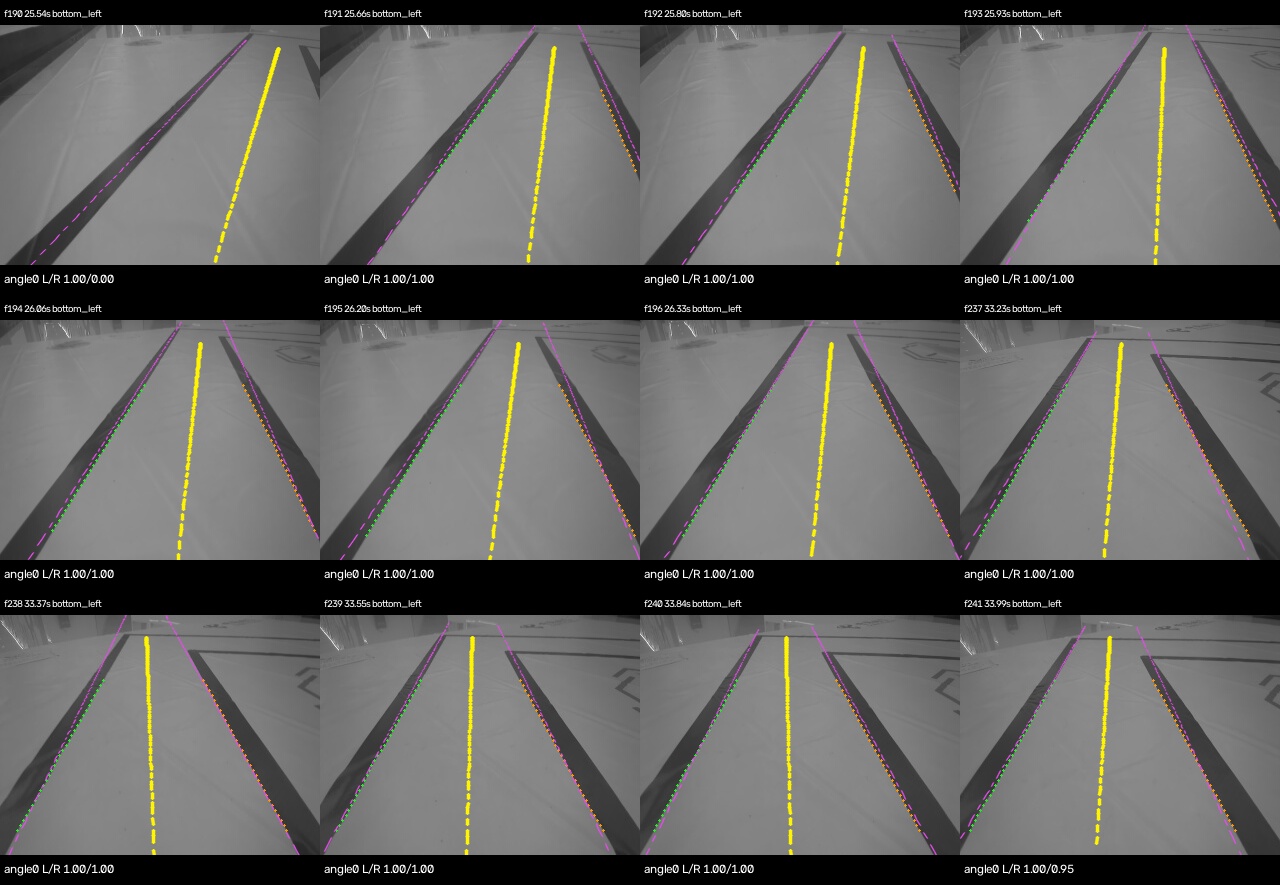 f190 25.54s bottom_left
f191 25.66s bottom_left
f192 25.80s bottom_left
f193 25.93s bottom_left
angle0 L/R 1.00/0.00
angle0 L/R 1.00/1.00
angle0 L/R 1.00/1.00
angle0 L/R 1.00/1.00
f194 26.06s bottom_left
f195 26.20s bottom_left
f196 26.33s bottom_left
f237 33.23s bottom_left
angle0 L/R 1.00/1.00
angle0 L/R 1.00/1.00
angle0 L/R 1.00/1.00
angle0 L/R 1.00/1.00
f238 33.37s bottom_left
f239 33.55s bottom_left
f240 33.84s bottom_left
f241 33.99s bottom_left
angle0 L/R 1.00/1.00
angle0 L/R 1.00/1.00
angle0 L/R 1.00/1.00
angle0 L/R 1.00/0.95